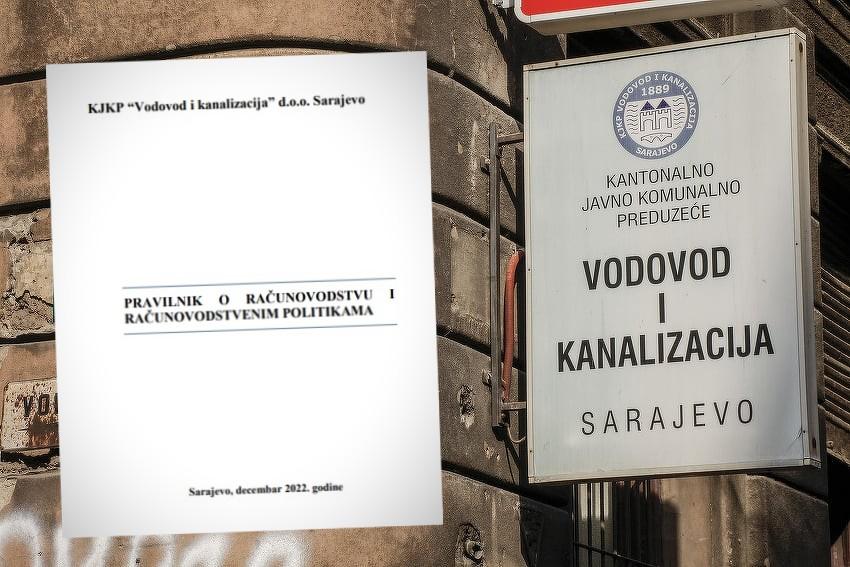 KJKP “Vodovod i kanalizacija” d.o.o. Sarajevo
PRAVILNIK O RAČUNOVODSTVU I
RAČUNOVODSTVENIM POLITIKAMA
Sarajevo, decembar 2022. godine
KJKP VODOVOD I KANALIZACIJA
1889
SARAJEVO
KANTONALNO
JAVNO KOMUNALNO
PREDUZEĆE
VODOVOD
I
KANALIZACIJA
SARAJEVO